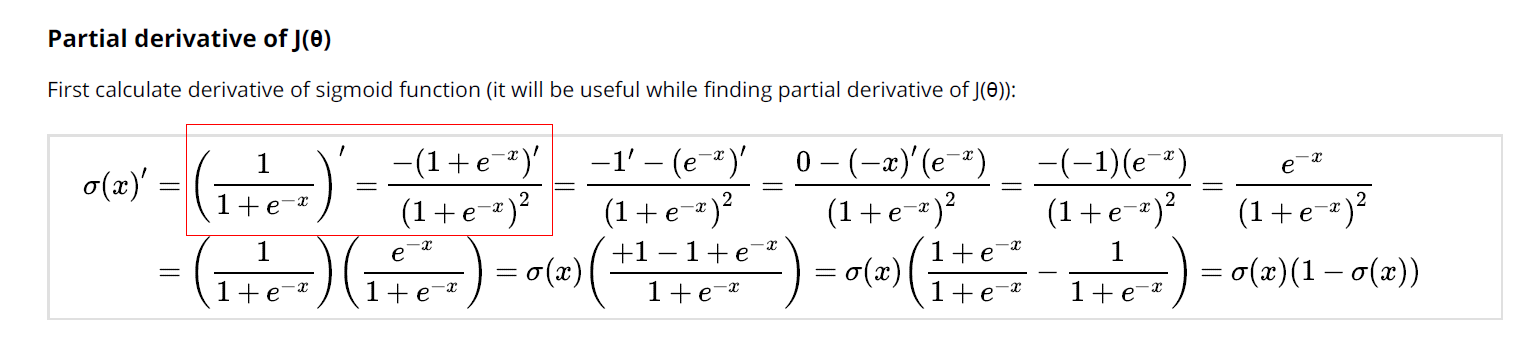 Partial derivative of J(θ)
First calculate derivative of sigmoid function (it will be useful while finding partial derivative of J(θ)):
σ(x)′ = (1/(1+e^{−x}))′ = −(1+e^{−x})′/(1+e^{−x})^2 = (−1′−(e^{−x})′)/(1+e^{−x})^2 = (0−(−x)′(e^{−x}))/(1+e^{−x})^2 = −(−1)(e^{−x})/(1+e^{−x})^2 = e^{−x}/(1+e^{−x})^2
= (1/(1+e^{−x}))(e^{−x}/(1+e^{−x})) = σ(x)((+1−1+e^{−x})/(1+e^{−x})) = σ(x)((1+e^{−x})/(1+e^{−x}) − 1/(1+e^{−x})) = σ(x)(1−σ(x))